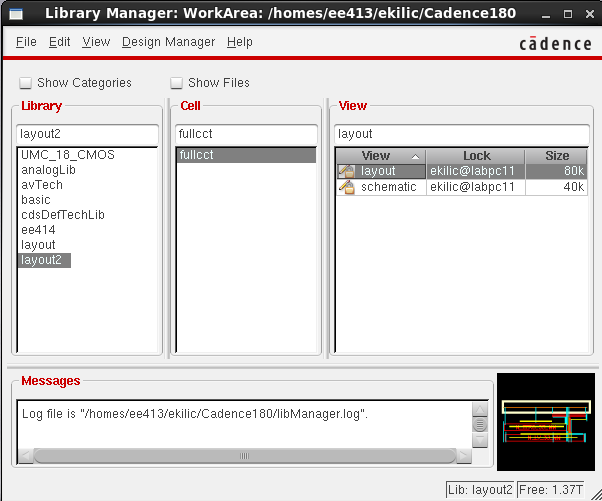 Library Manager: WorkArea: /homes/ee413/ekilic/Cadence180
File Edit View Design Manager Help
cādence
Show Categories Show Files
Library
layout2
UMC_18_CMOS
analogLib
avTech
basic
cdsDefTechLib
ee414
layout
layout2
Cell
fullcct
fullcct
View
layout
View Lock Size
layout ekilic@labpc11 80k
schematic ekilic@labpc11 40k
Messages
Log file is "/homes/ee413/ekilic/Cadence180/libManager.log".
Lib: layout2 Free: 1.37T